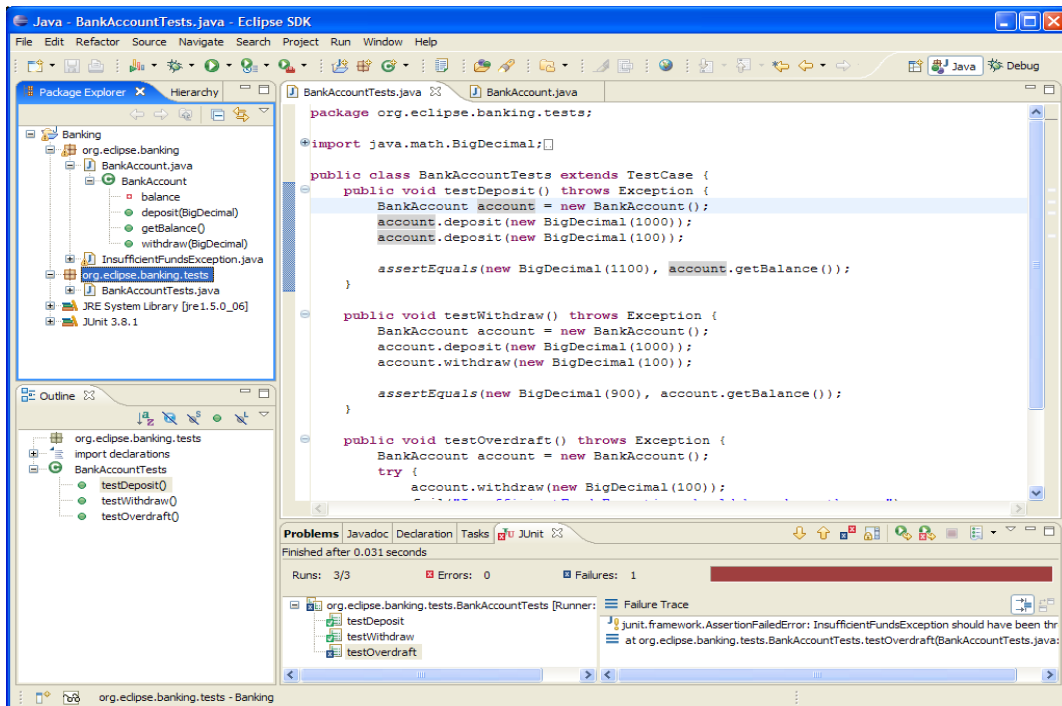 Java - BankAccountTests.java - Eclipse SDK
File Edit Refactor Source Navigate Search Project Run Window Help
Java Debug
Package Explorer Hierarchy
Banking
org.eclipse.banking
BankAccount.java
BankAccount
balance
deposit(BigDecimal)
getBalance()
withdraw(BigDecimal)
InsufficientFundsException.java
org.eclipse.banking.tests
BankAccountTests.java
JRE System Library [jre1.5.0_06]
JUnit 3.8.1
Outline
org.eclipse.banking.tests
import declarations
BankAccountTests
testDeposit()
testWithdraw()
testOverdraft()
BankAccountTests.java BankAccount.java
package org.eclipse.banking.tests;
import java.math.BigDecimal;
public class BankAccountTests extends TestCase {
public void testDeposit() throws Exception {
BankAccount account = new BankAccount();
account.deposit(new BigDecimal(1000));
account.deposit(new BigDecimal(100));
assertEquals(new BigDecimal(1100), account.getBalance());
}
public void testWithdraw() throws Exception {
BankAccount account = new BankAccount();
account.deposit(new BigDecimal(1000));
account.withdraw(new BigDecimal(100));
assertEquals(new BigDecimal(900), account.getBalance());
}
public void testOverdraft() throws Exception {
BankAccount account = new BankAccount();
try {
account.withdraw(new BigDecimal(100));
Problems Javadoc Declaration Tasks JUnit
Finished after 0.031 seconds
Runs: 3/3 Errors: 0 Failures: 1
org.eclipse.banking.tests.BankAccountTests [Runner:
testDeposit
testWithdraw
testOverdraft
Failure Trace
junit.framework.AssertionFailedError: InsufficientFundsException should have been thr
at org.eclipse.banking.tests.BankAccountTests.testOverdraft(BankAccountTests.java:
org.eclipse.banking.tests - Banking